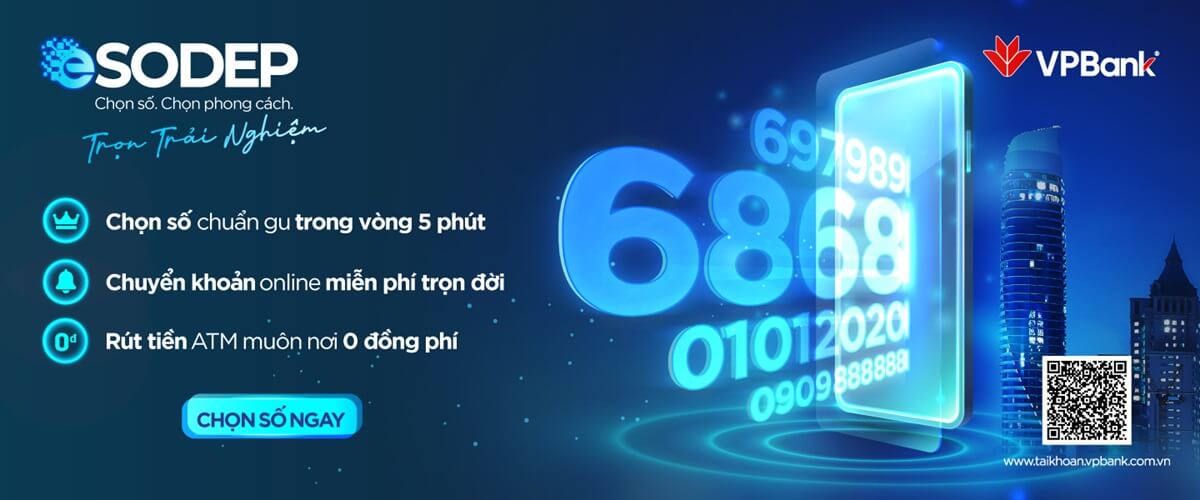 eSODEP
Chọn số. Chọn phong cách.
Trọn Trải Nghiệm
Chọn số chuẩn gu trong vòng 5 phút
Chuyển khoản online miễn phí trọn đời
0đ
Rút tiền ATM muôn nơi 0 đồng phí
CHỌN SỐ NGAY
697989
6868
01012020
0909888888
VPBank®
www.taikhoan.vpbank.com.vn